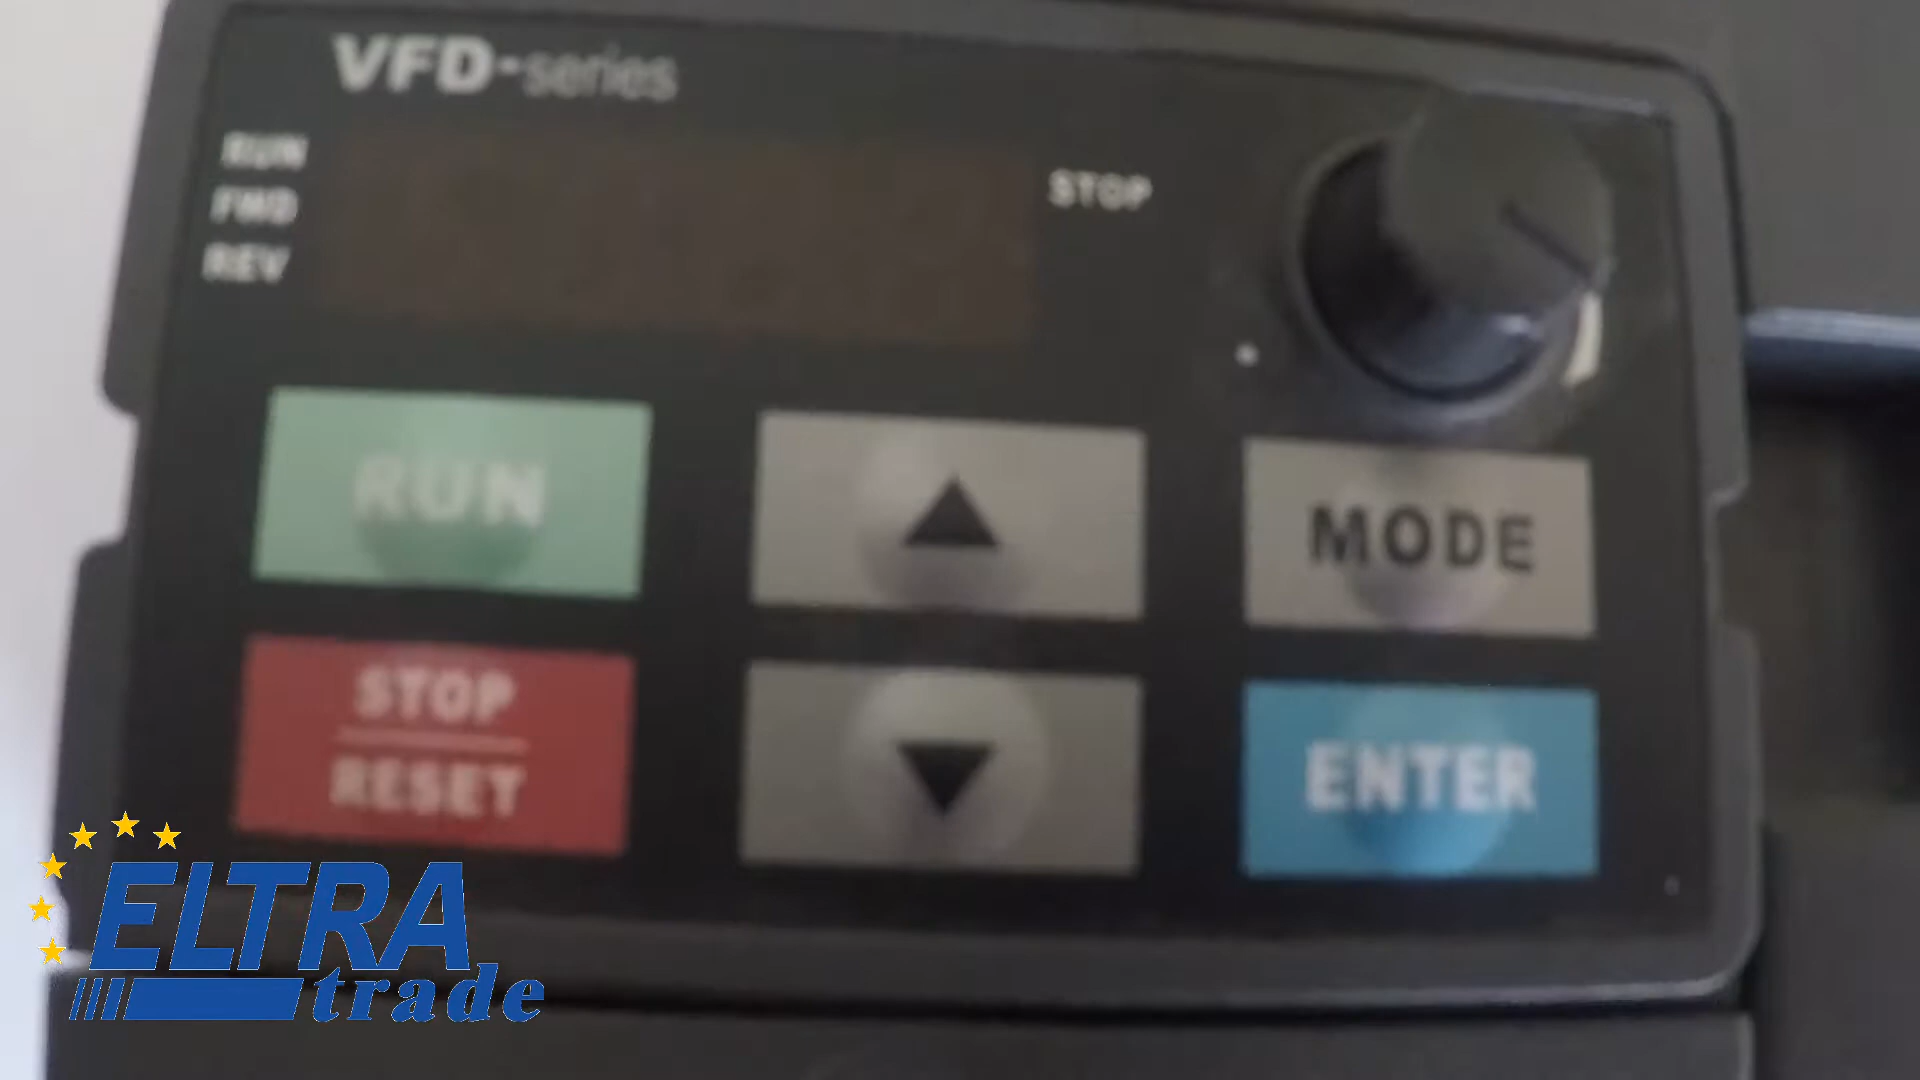 VFD-series
RUN
FWD
REV
STOP
RUN
MODE
STOP
RESET
ENTER
ELTRA
trade